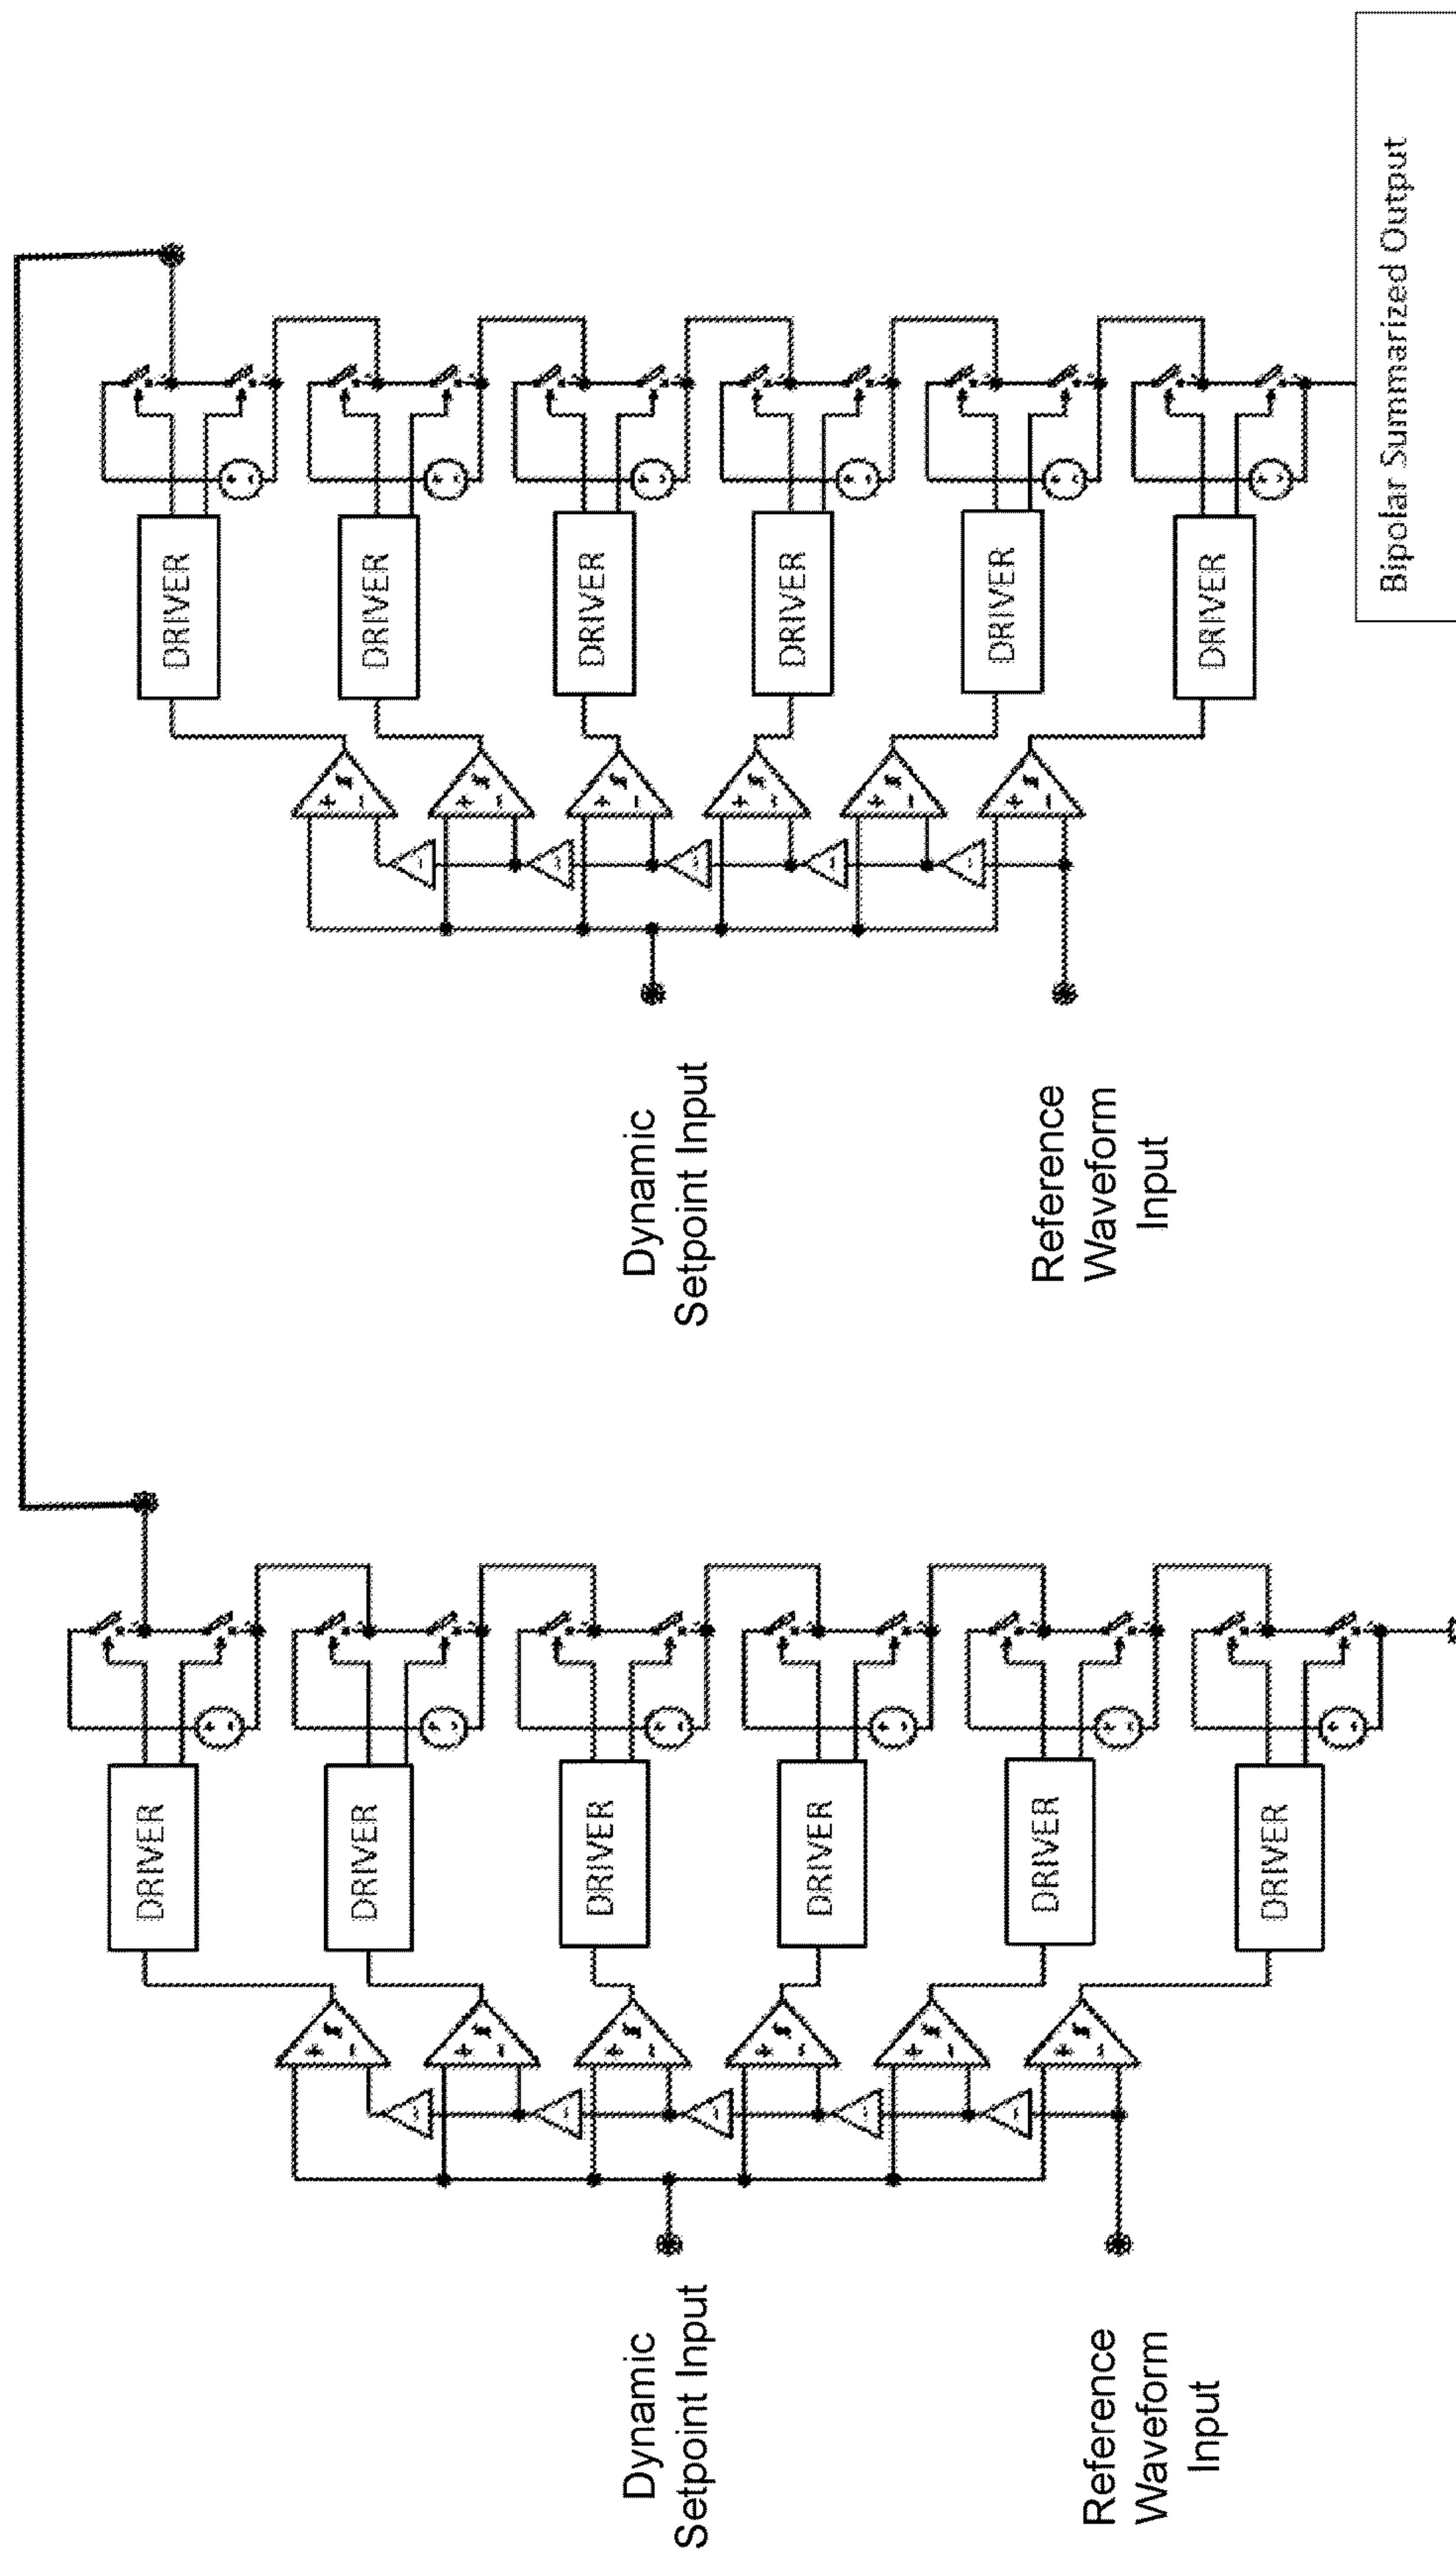 DRIVER
DRIVER
DRIVER
DRIVER
DRIVER
DRIVER
Dynamic
Setpoint Input
Reference
Waveform
Input
DRIVER
DRIVER
DRIVER
DRIVER
DRIVER
DRIVER
Dynamic
Setpoint Input
Reference
Waveform
Input
Bipolar Summarized Output